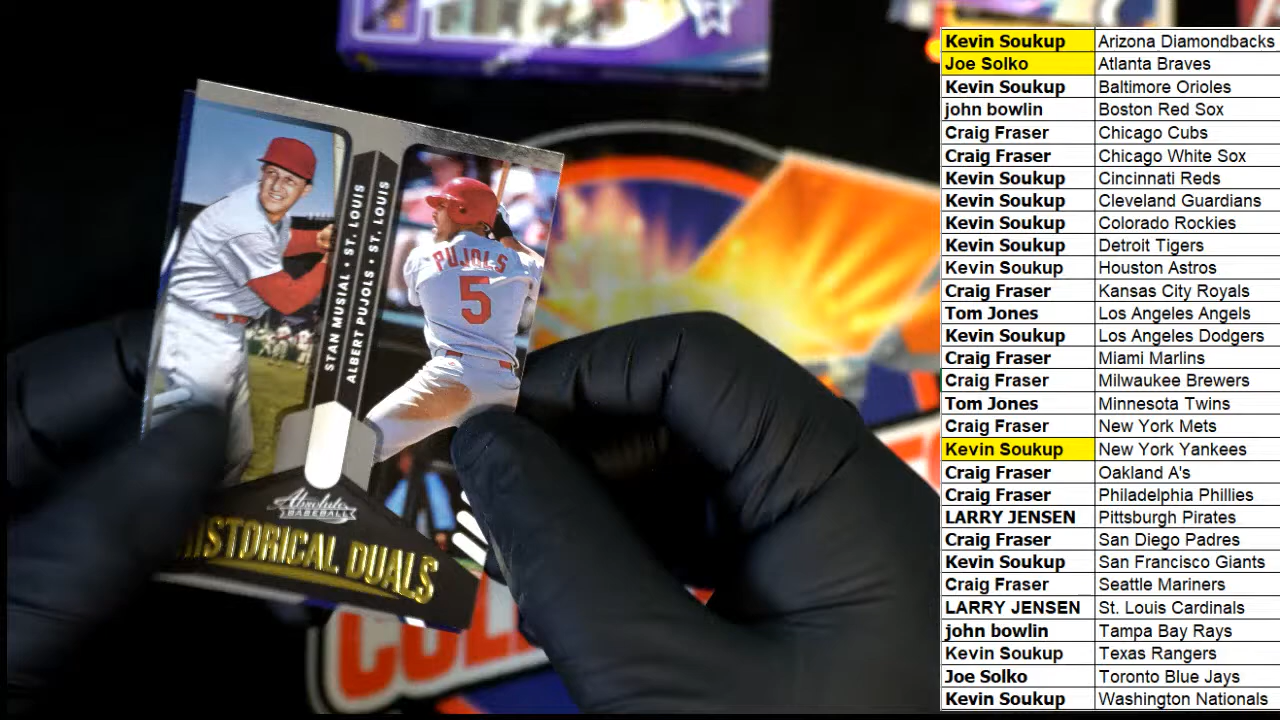 STAN MUSIAL • ST. LOUIS
ALBERT PUJOLS • ST. LOUIS
PUJOLS
5
Absolute
BASEBALL
HISTORICAL DUALS
Kevin Soukup Arizona Diamondbacks
Joe Solko Atlanta Braves
Kevin Soukup Baltimore Orioles
john bowlin Boston Red Sox
Craig Fraser Chicago Cubs
Craig Fraser Chicago White Sox
Kevin Soukup Cincinnati Reds
Kevin Soukup Cleveland Guardians
Kevin Soukup Colorado Rockies
Kevin Soukup Detroit Tigers
Kevin Soukup Houston Astros
Craig Fraser Kansas City Royals
Tom Jones Los Angeles Angels
Kevin Soukup Los Angeles Dodgers
Craig Fraser Miami Marlins
Craig Fraser Milwaukee Brewers
Tom Jones Minnesota Twins
Craig Fraser New York Mets
Kevin Soukup New York Yankees
Craig Fraser Oakland A's
Craig Fraser Philadelphia Phillies
LARRY JENSEN Pittsburgh Pirates
Craig Fraser San Diego Padres
Kevin Soukup San Francisco Giants
Craig Fraser Seattle Mariners
LARRY JENSEN St. Louis Cardinals
john bowlin Tampa Bay Rays
Kevin Soukup Texas Rangers
Joe Solko Toronto Blue Jays
Kevin Soukup Washington Nationals